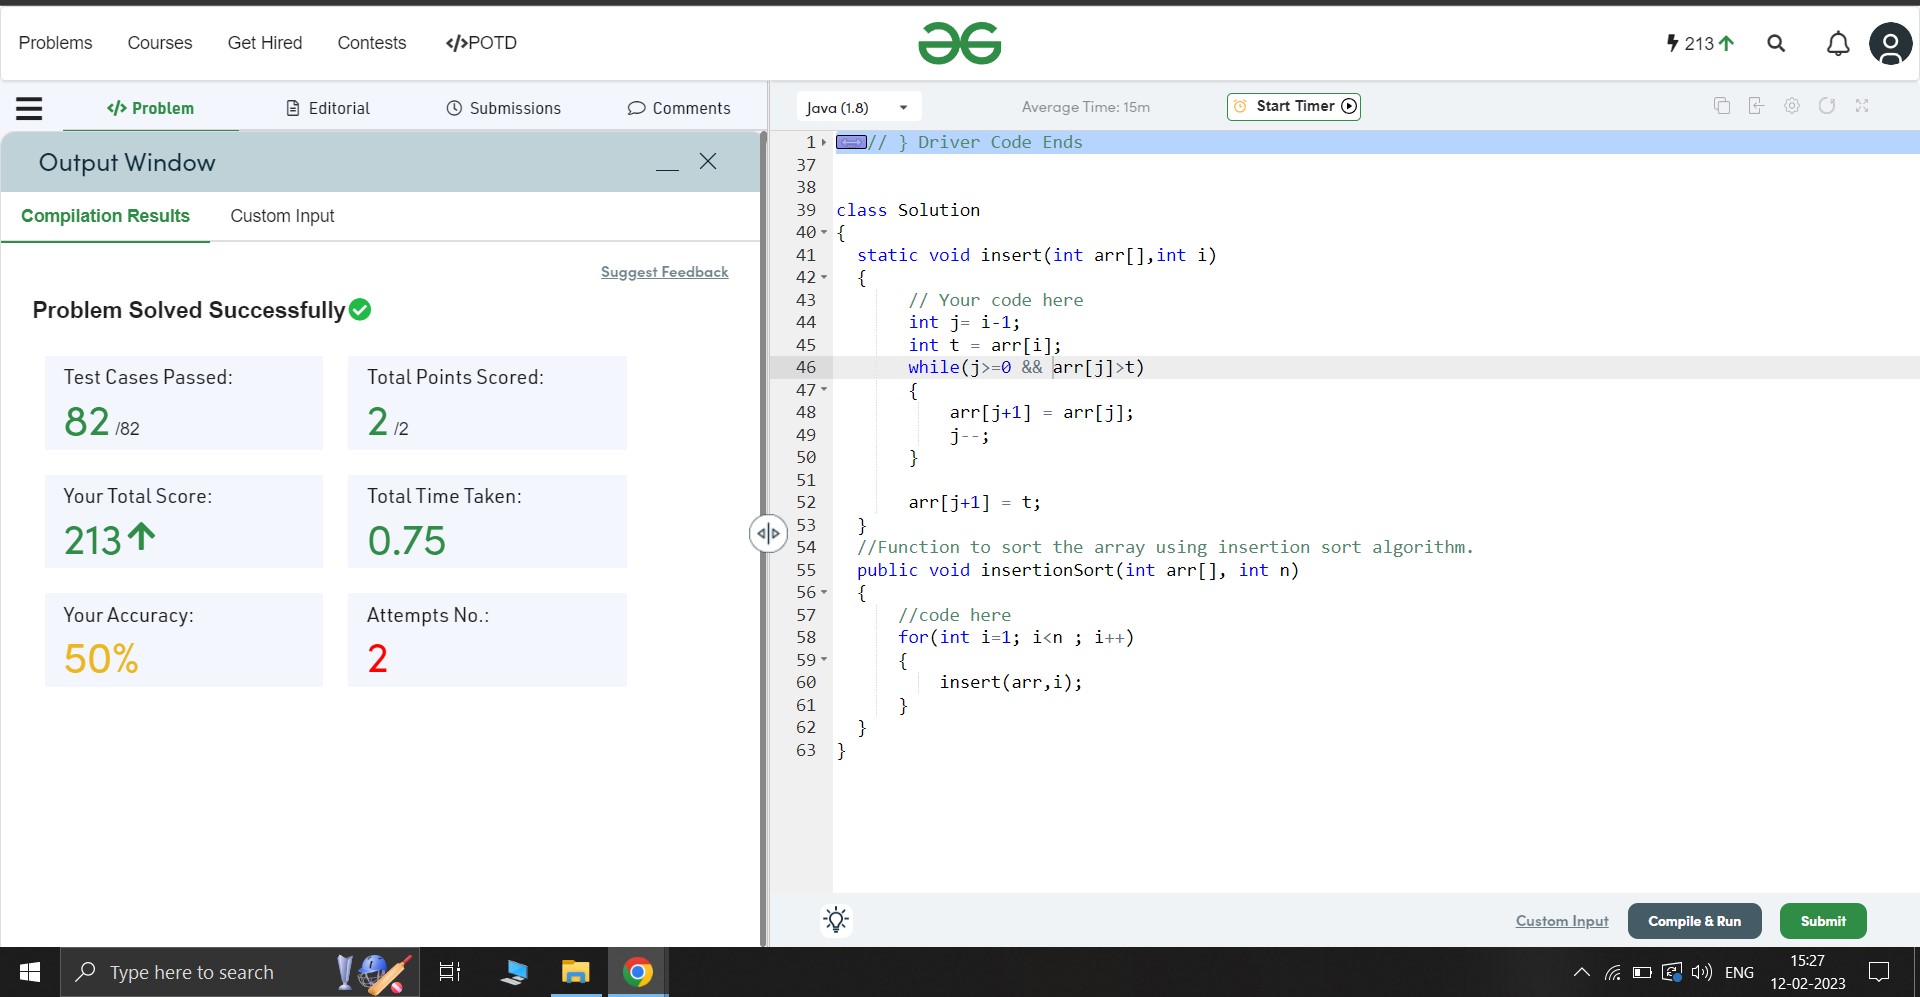 Problems Courses Get Hired Contests </>POTD
213
</> Problem Editorial Submissions Comments
Output Window
Compilation Results Custom Input
Suggest Feedback
Problem Solved Successfully
Test Cases Passed: Total Points Scored:
82 /82 2 /2
Your Total Score: Total Time Taken:
213 0.75
Your Accuracy: Attempts No.:
50% 2
Java (1.8) Average Time: 15m Start Timer
1 // } Driver Code Ends
37
38
39 class Solution
40 {
41 static void insert(int arr[],int i)
42 {
43 // Your code here
44 int j= i-1;
45 int t = arr[i];
46 while(j>=0 && arr[j]>t)
47 {
48 arr[j+1] = arr[j];
49 j--;
50 }
51
52 arr[j+1] = t;
53 }
54 //Function to sort the array using insertion sort algorithm.
55 public void insertionSort(int arr[], int n)
56 {
57 //code here
58 for(int i=1; i<n ; i++)
59 {
60 insert(arr,i);
61 }
62 }
63 }
Custom Input Compile & Run Submit
Type here to search
ENG
15:27
12-02-2023